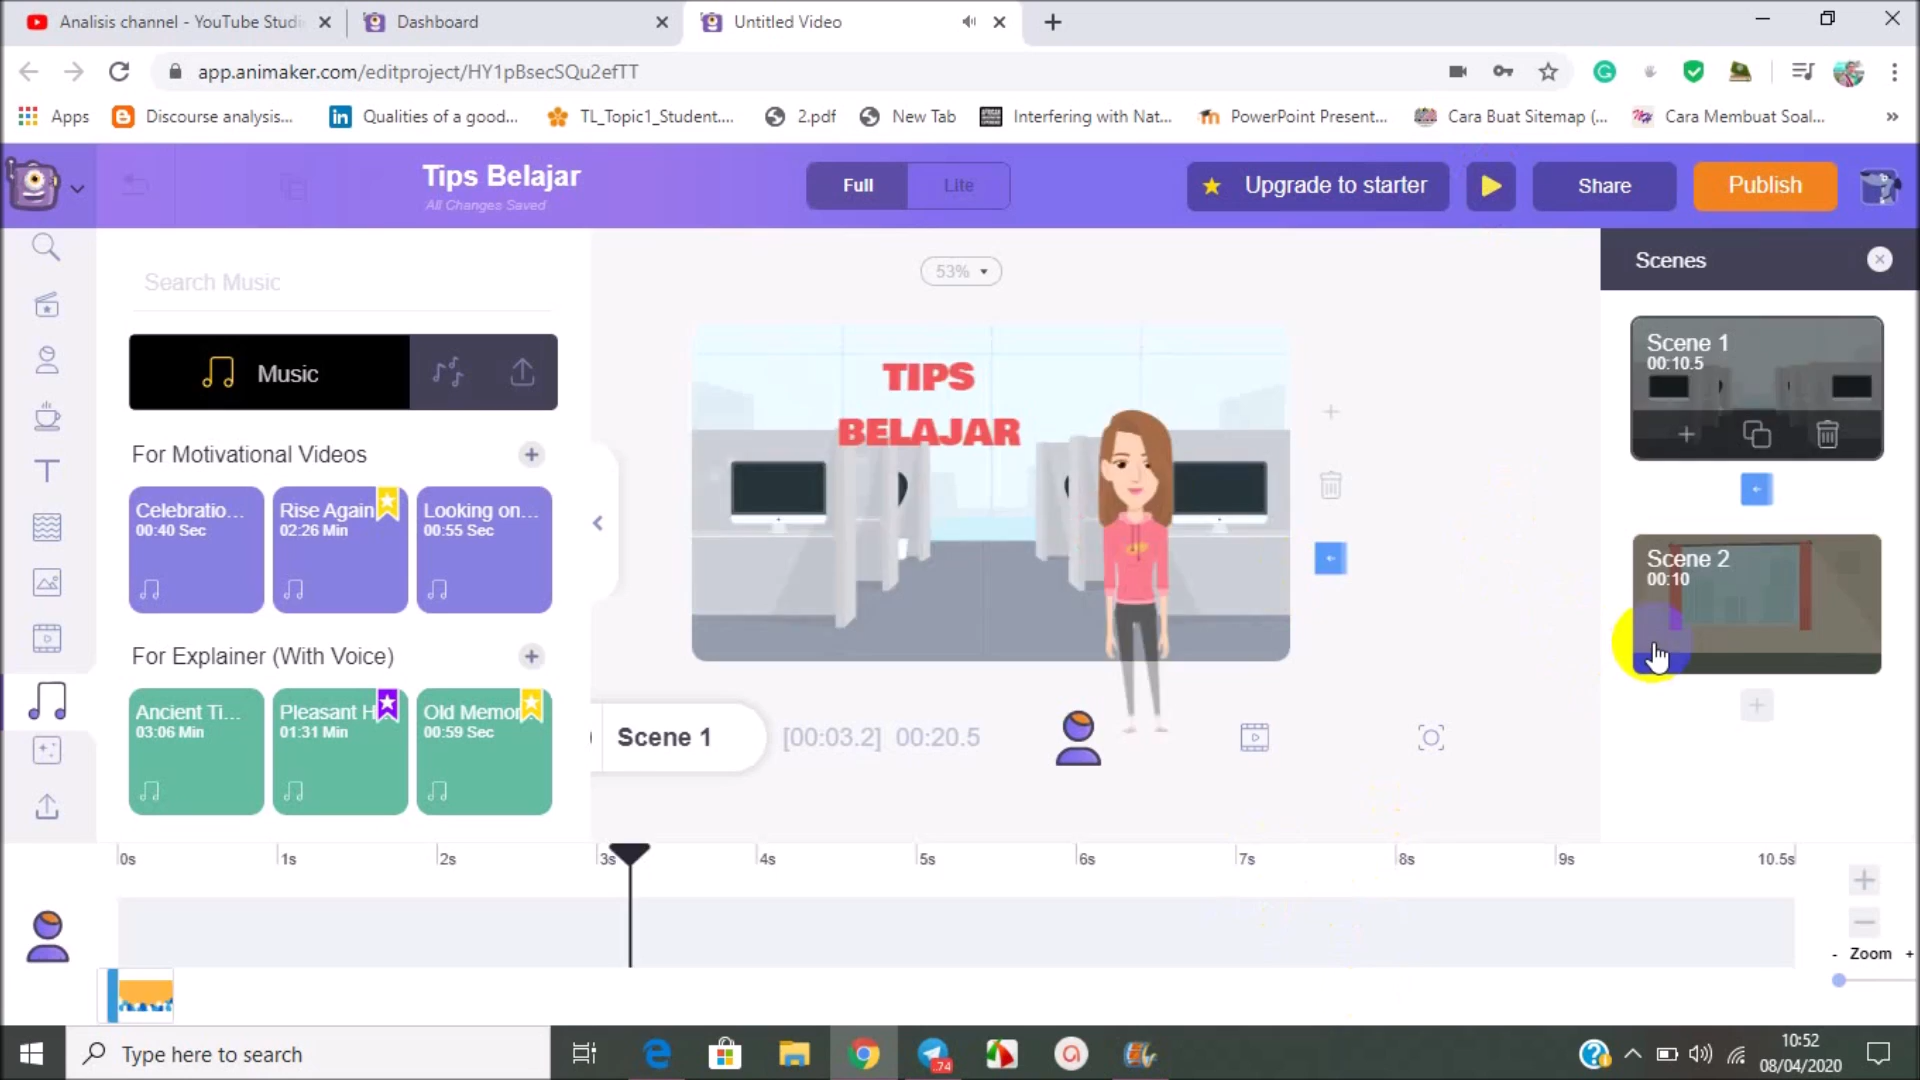 Analisis channel - YouTube Studi
Dashboard
Untitled Video
app.animaker.com/editproject/HY1pBsecSQu2efTT
Apps
Discourse analysis...
in
Qualities of a good...
TL_Topic1_Student....
2.pdf
New Tab
Interfering with Nat...
PowerPoint Present...
Cara Buat Sitemap (...
Cara Membuat Soal...
Tips Belajar
All Changes Saved
Full
Lite
Upgrade to starter
Share
Publish
Search Music
53%
Scenes
Music
For Motivational Videos
Celebratio...
00:40 Sec
Rise Again
02:26 Min
Looking on...
00:55 Sec
For Explainer (With Voice)
Ancient Ti...
03:06 Min
Pleasant H
01:31 Min
Old Memor
00:59 Sec
TIPS
BELAJAR
Scene 1
00:10.5
Scene 2
00:10
Scene 1
[00:03.2] 00:20.5
0s
1s
2s
3s
4s
5s
6s
7s
8s
9s
10.5s
- Zoom +
Type here to search
74
10:52
08/04/2020